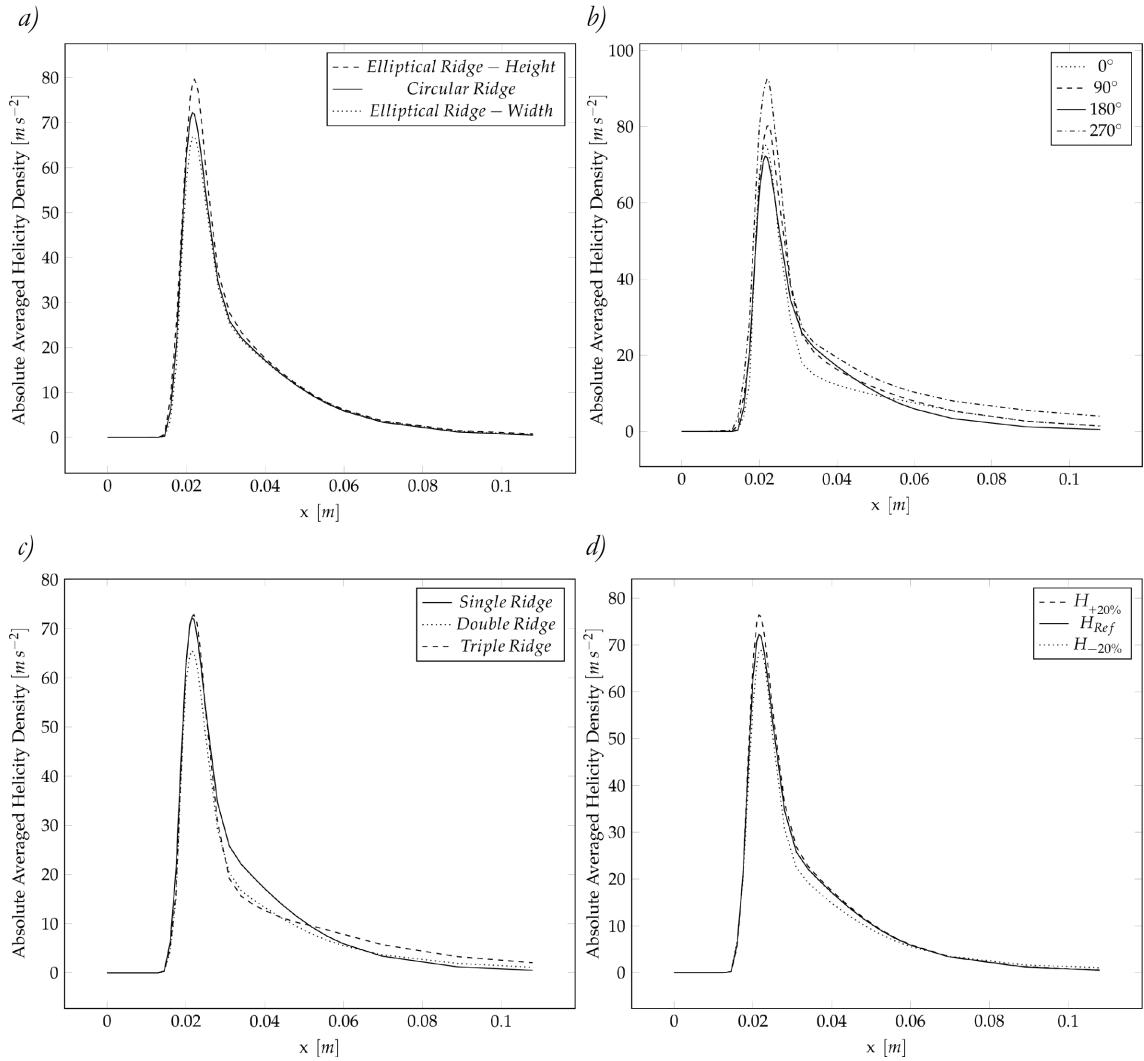 a)
Absolute Averaged Helicity Density [m s−2]
80
70
60
50
40
30
20
10
0
Elliptical Ridge − Height
Circular Ridge
Elliptical Ridge − Width
0 0.02 0.04 0.06 0.08 0.1
x [m]
b)
Absolute Averaged Helicity Density [m s−2]
100
80
60
40
20
0
0°
90°
180°
270°
0 0.02 0.04 0.06 0.08 0.1
x [m]
c)
Absolute Averaged Helicity Density [m s−2]
80
70
60
50
40
30
20
10
0
Single Ridge
Double Ridge
Triple Ridge
0 0.02 0.04 0.06 0.08 0.1
x [m]
d)
Absolute Averaged Helicity Density [m s−2]
80
70
60
50
40
30
20
10
0
H+20%
HRef
H−20%
0 0.02 0.04 0.06 0.08 0.1
x [m]